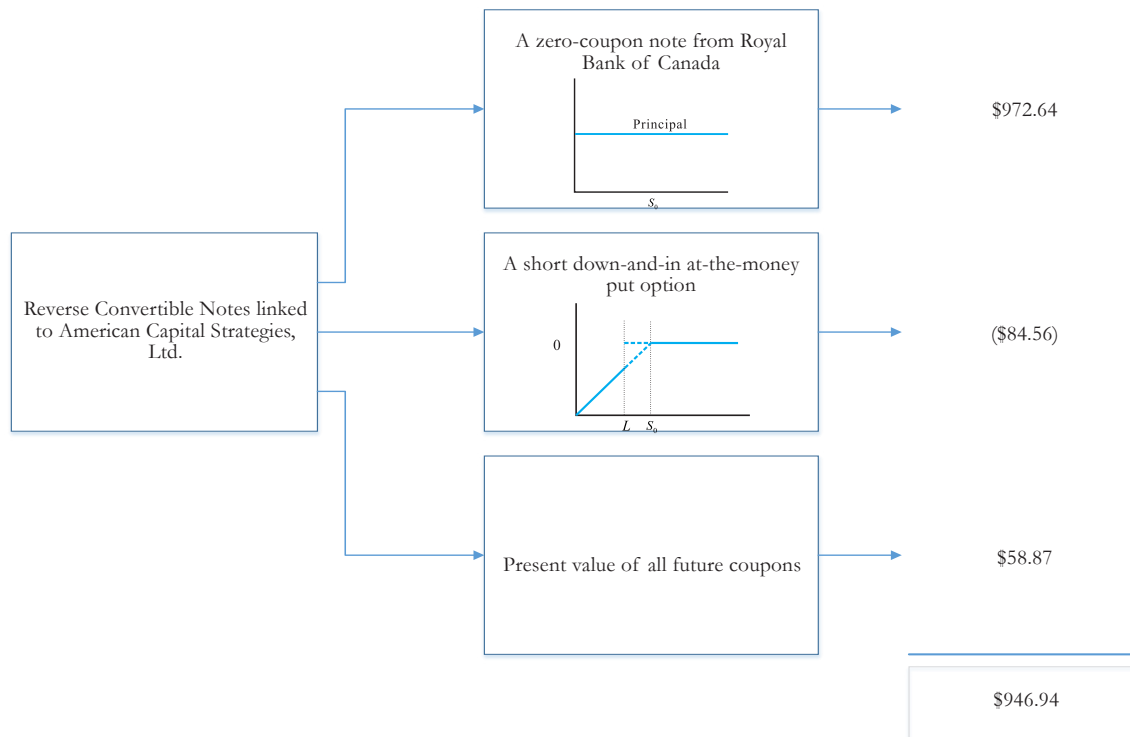 A zero-coupon note from Royal
Bank of Canada
Principal
S₀
$972.64
Reverse Convertible Notes linked
to American Capital Strategies,
Ltd.
A short down-and-in at-the-money
put option
0
L S₀
($84.56)
Present value of all future coupons
$58.87
$946.94